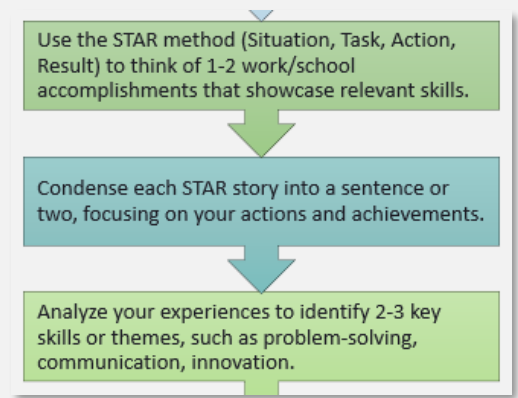 Use the STAR method (Situation, Task, Action,
Result) to think of 1-2 work/school
accomplishments that showcase relevant skills.
Condense each STAR story into a sentence or
two, focusing on your actions and achievements.
Analyze your experiences to identify 2-3 key
skills or themes, such as problem-solving,
communication, innovation.